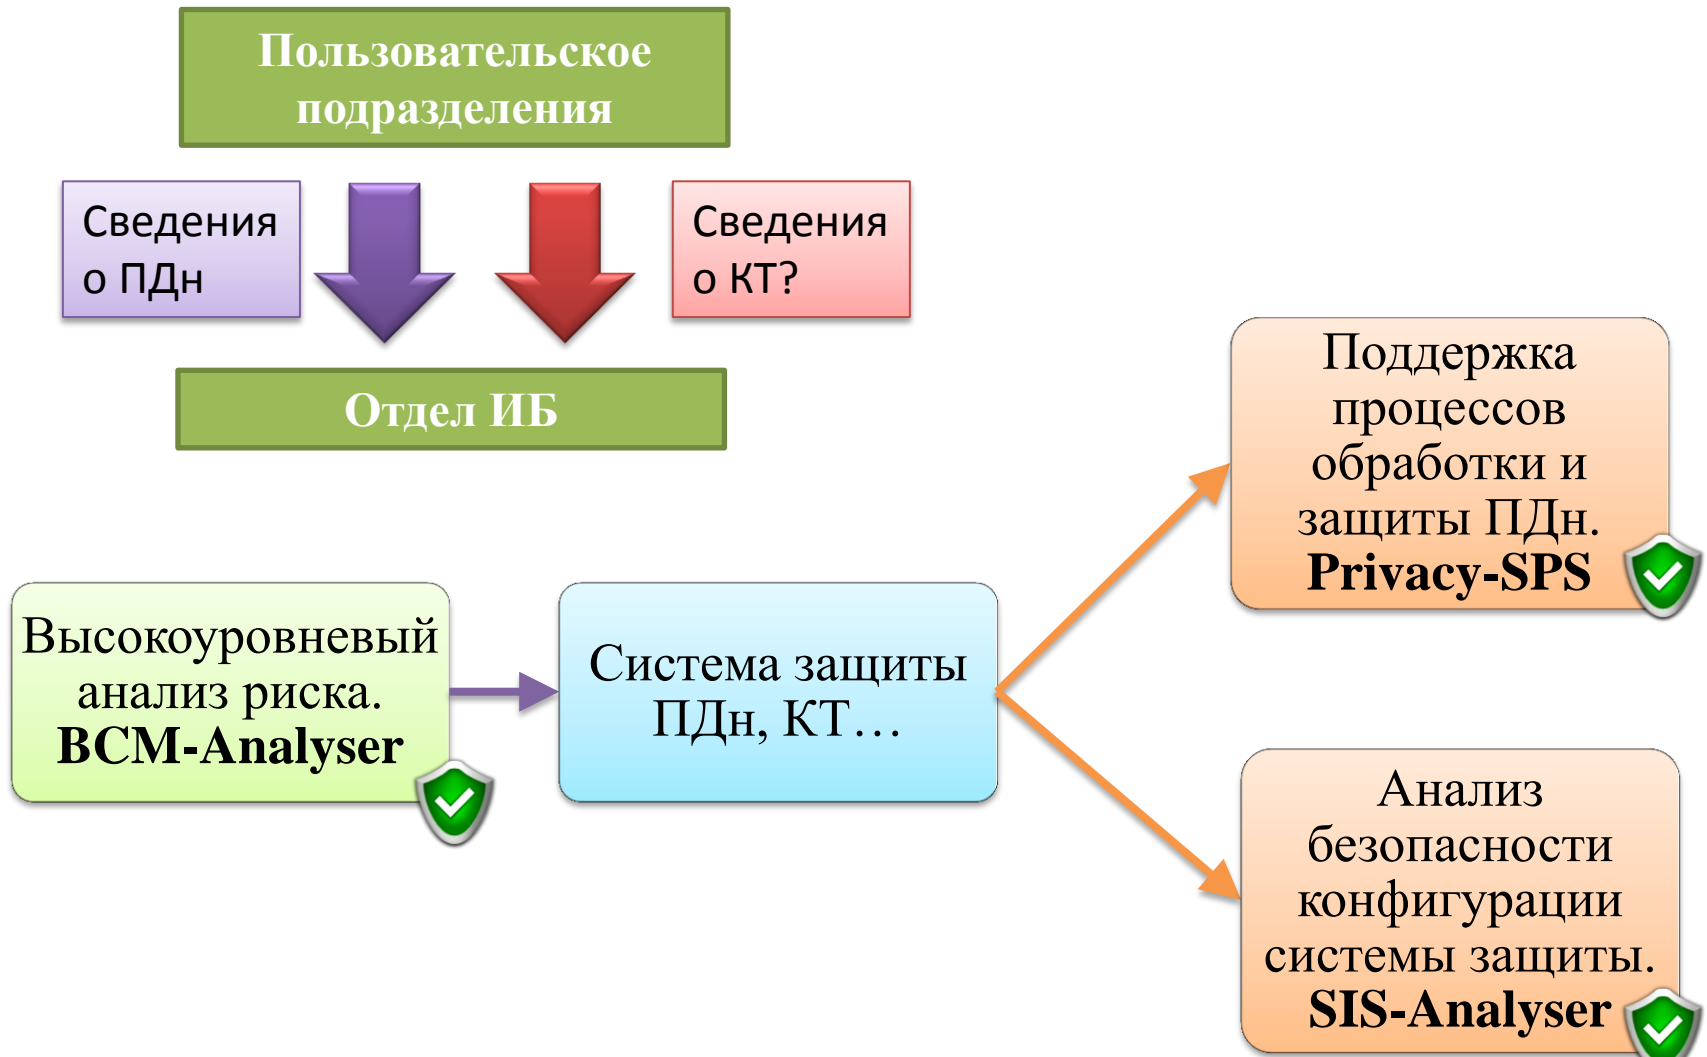 Пользовательское
подразделения
Сведения
о ПДн
Сведения
о КТ?
Отдел ИБ
Высокоуровневый
анализ риска.
BCM-Analyser
Система защиты
ПДн, КТ…
Поддержка
процессов
обработки и
защиты ПДн.
Privacy-SPS
Анализ
безопасности
конфигурации
системы защиты.
SIS-Analyser